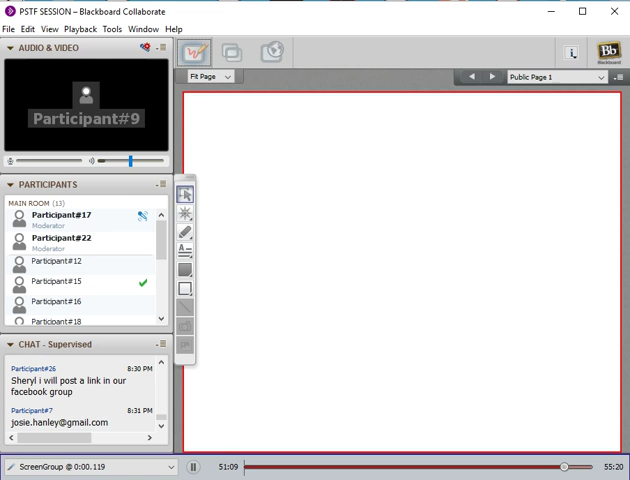 PSTF SESSION – Blackboard Collaborate
File Edit View Playback Tools Window Help
AUDIO & VIDEO
Participant#9
Fit Page
Public Page 1
i
Bb
Blackboard
PARTICIPANTS
MAIN ROOM (13)
Participant#17
Moderator
Participant#22
Moderator
Participant#12
Participant#15
Participant#16
Participant#18
CHAT - Supervised
Participant#26 8:30 PM
Sheryl i will post a link in our
facebook group
Participant#7 8:31 PM
josie.hanley@gmail.com
ScreenGroup @ 0:00.119
51:09
55:20